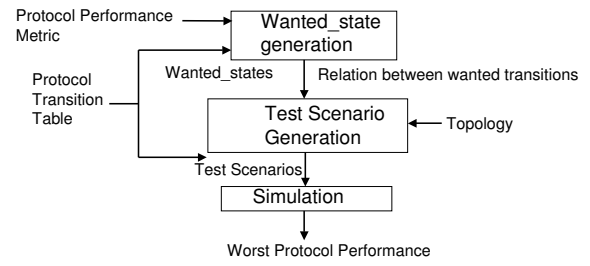 Protocol Performance
Metric
Wanted_state
generation
Wanted_states
Relation between wanted transitions
Protocol
Transition
Table
Test Scenario
Generation
Topology
Test Scenarios
Simulation
Worst Protocol Performance